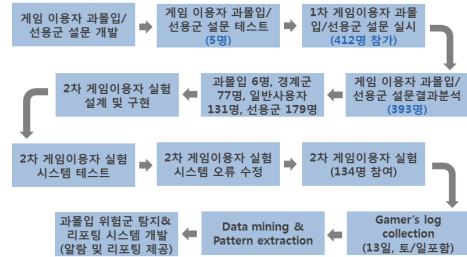 게임 이용자 과몰입/
선용군 설문 개발
게임 이용자 과몰입/
선용군 설문 테스트
(5명)
1차 게임이용자 과몰
입/선용군 설문 실시
(412명 참가)
게임 이용자 과몰입/
선용군 설문결과분석
(393명)
과몰입 6명, 경계군
77명, 일반사용자
131명, 선용군 179명
2차 게임이용자 실험
설계 및 구현
2차 게임이용자 실험
시스템 테스트
2차 게임이용자 실험
시스템 오류 수정
2차 게임이용자 실험
(134명 참여)
Gamer's log
collection
(13일, 토/일포함)
Data mining &
Pattern extraction
과몰입 위험군 탐지&
리포팅 시스템 개발
(알람 및 리포팅 제공)